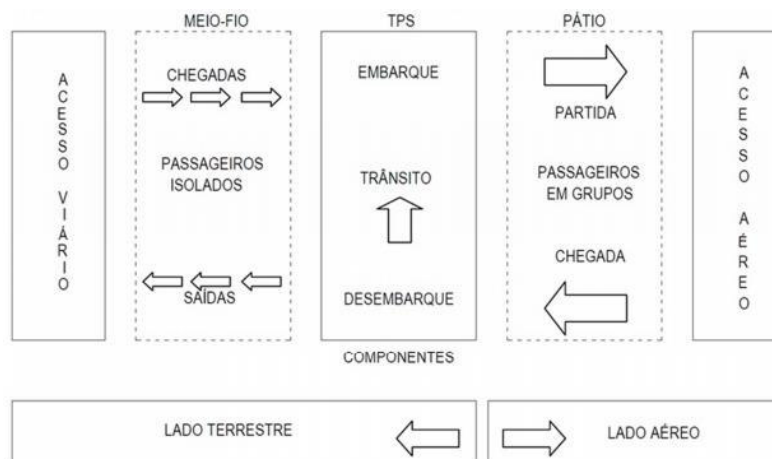 MEIO-FIO
TPS
PÁTIO
ACESSO VIÁRIO
CHEGADAS
PASSAGEIROS
ISOLADOS
SAÍDAS
EMBARQUE
TRÂNSITO
DESEMBARQUE
PARTIDA
PASSAGEIROS
EM GRUPOS
CHEGADA
ACESSO AÉREO
COMPONENTES
LADO TERRESTRE
LADO AÉREO